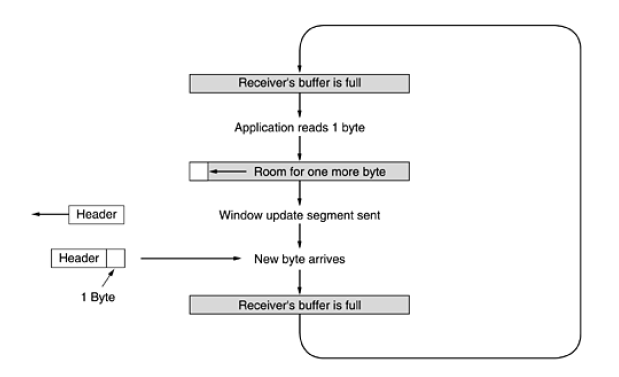 Receiver's buffer is full
Application reads 1 byte
Room for one more byte
Window update segment sent
Header
Header
New byte arrives
1 Byte
Receiver's buffer is full